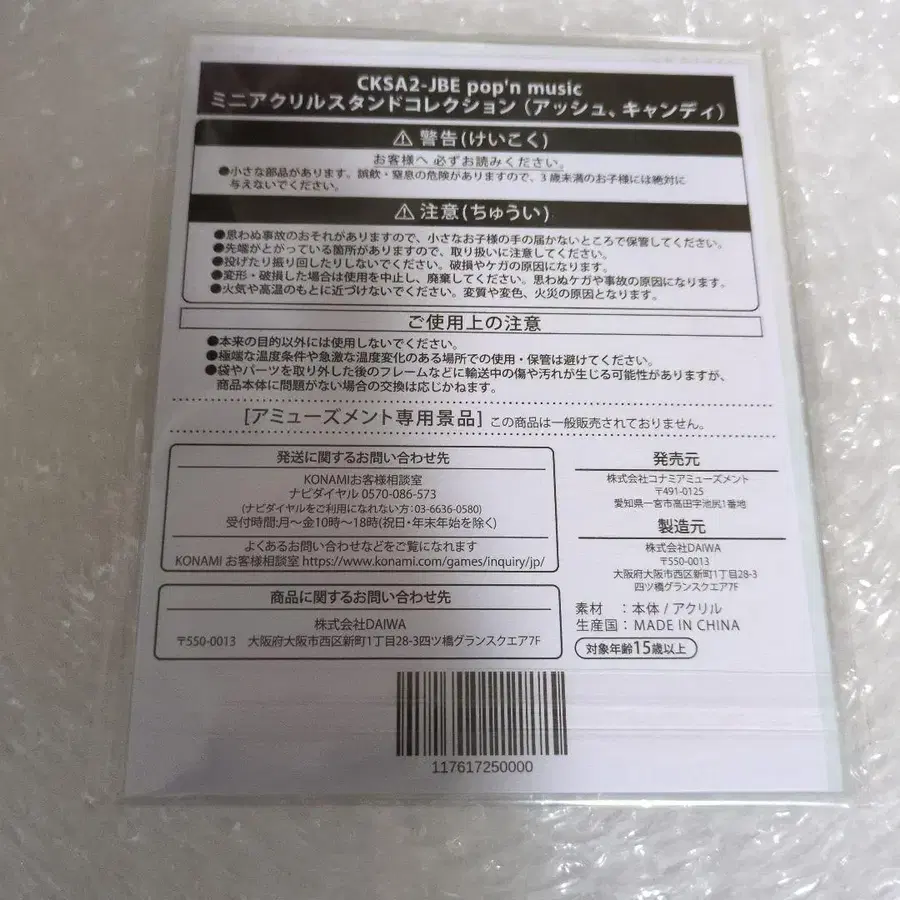 CKSA2-JBE pop'n music
ミニアクリルスタンドコレクション（アッシュ、キャンディ）
⚠ 警告(けいこく)
お客様へ 必ずお読みください。
●小さな部品があります。誤飲・窒息の危険がありますので、3歳未満のお子様には絶対に
与えないでください。
⚠ 注意(ちゅうい)
●思わぬ事故のおそれがありますので、小さなお子様の手の届かないところで保管してください。
●先端がとがっている箇所がありますので、取り扱いに注意してください。
●投げたり振り回したりしないでください。破損やケガの原因になります。
●変形・破損した場合は使用を中止し、廃棄してください。思わぬケガや事故の原因になります。
●火気や高温のもとに近づけないでください。変質や変色、火災の原因となります。
ご使用上の注意
●本来の目的以外には使用しないでください。
●極端な温度条件や急激な温度変化のある場所での使用・保管は避けてください。
●袋やパーツを取り外した後のフレームなどに輸送中の傷や汚れが生じる可能性がありますが、
商品本体に問題がない場合の交換は応じかねます。
[アミューズメント専用景品] この商品は一般販売されておりません。
発送に関するお問い合わせ先
KONAMIお客様相談室
ナビダイヤル 0570-086-573
(ナビダイヤルをご利用になれない方：03-6636-0580)
受付時間：月～金10時～18時(祝日・年末年始を除く)
よくあるお問い合わせなどをご覧になれます
KONAMI お客様相談室 https://www.konami.com/games/inquiry/jp/
商品に関するお問い合わせ先
株式会社DAIWA
〒550-0013 大阪府大阪市西区新町1丁目28-3四ツ橋グランスクエア7F
発売元
株式会社コナミアミューズメント
〒491-0125
愛知県一宮市高田字池尻1番地
製造元
株式会社DAIWA
〒550-0013
大阪府大阪市西区新町1丁目28-3
四ツ橋グランスクエア7F
素材 ：本体 / アクリル
生産国：MADE IN CHINA
対象年齢15歳以上
117617250000